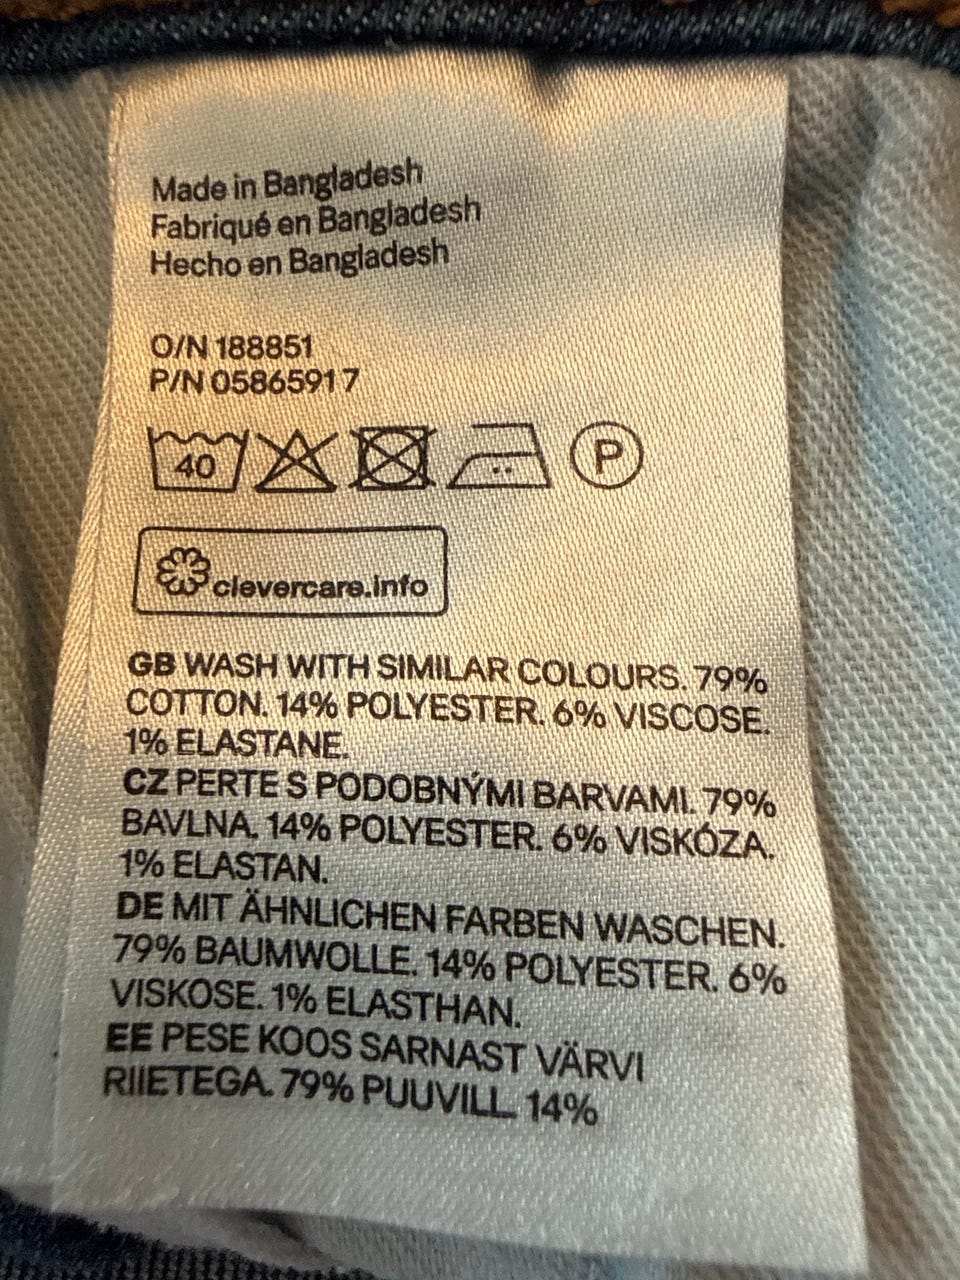 Made in Bangladesh
Fabriqué en Bangladesh
Hecho en Bangladesh
O/N 188851
P/N 05865917
40 P
clevercare.info
GB WASH WITH SIMILAR COLOURS. 79%
COTTON. 14% POLYESTER. 6% VISCOSE.
1% ELASTANE.
CZ PERTE S PODOBNÝMI BARVAMI. 79%
BAVLNA. 14% POLYESTER. 6% VISKÓZA.
1% ELASTAN.
DE MIT ÄHNLICHEN FARBEN WASCHEN.
79% BAUMWOLLE. 14% POLYESTER. 6%
VISKOSE. 1% ELASTHAN.
EE PESE KOOS SARNAST VÄRVI
RIIETEGA. 79% PUUVILL. 14%